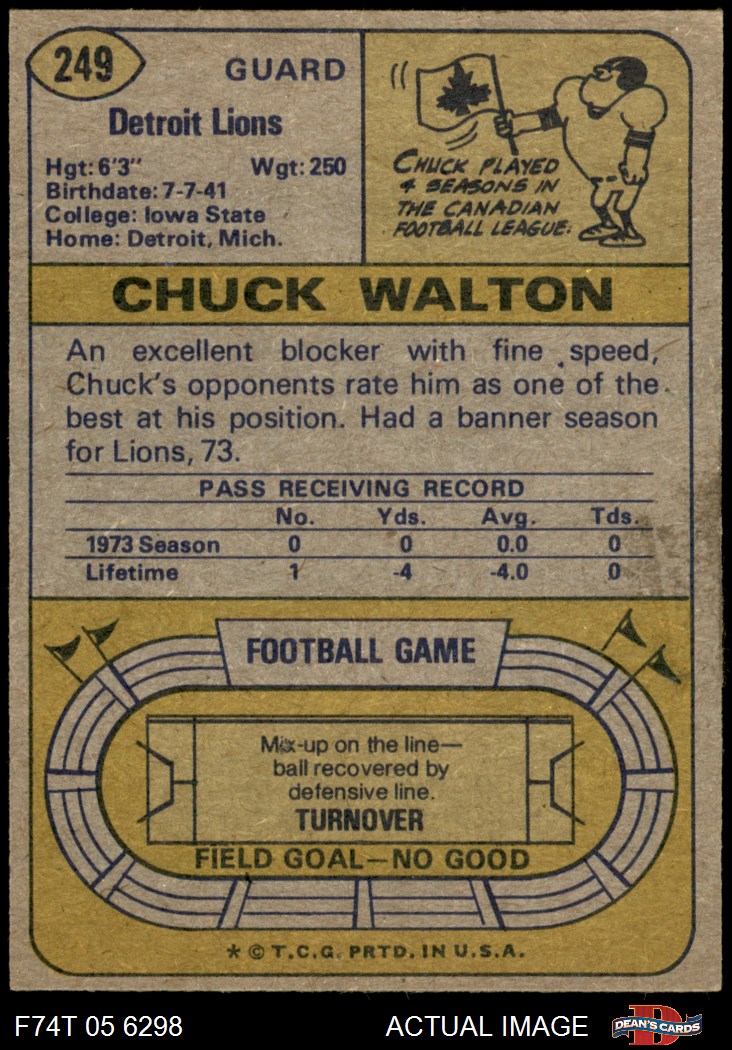 249
GUARD
Detroit Lions
Hgt: 6'3" Wgt: 250
Birthdate: 7-7-41
College: Iowa State
Home: Detroit, Mich.
CHUCK PLAYED
4 SEASONS IN
THE CANADIAN
FOOTBALL LEAGUE.
CHUCK WALTON
An excellent blocker with fine speed,
Chuck's opponents rate him as one of the
best at his position. Had a banner season
for Lions, 73.
PASS RECEIVING RECORD
No. Yds. Avg. Tds.
1973 Season 0 0 0.0 0
Lifetime 1 -4 -4.0 0
FOOTBALL GAME
Mix-up on the line—
ball recovered by
defensive line.
TURNOVER
FIELD GOAL—NO GOOD
* © T.C.G. PRTD. IN U.S.A.
F74T 05 6298 ACTUAL IMAGE DEAN'S CARDS